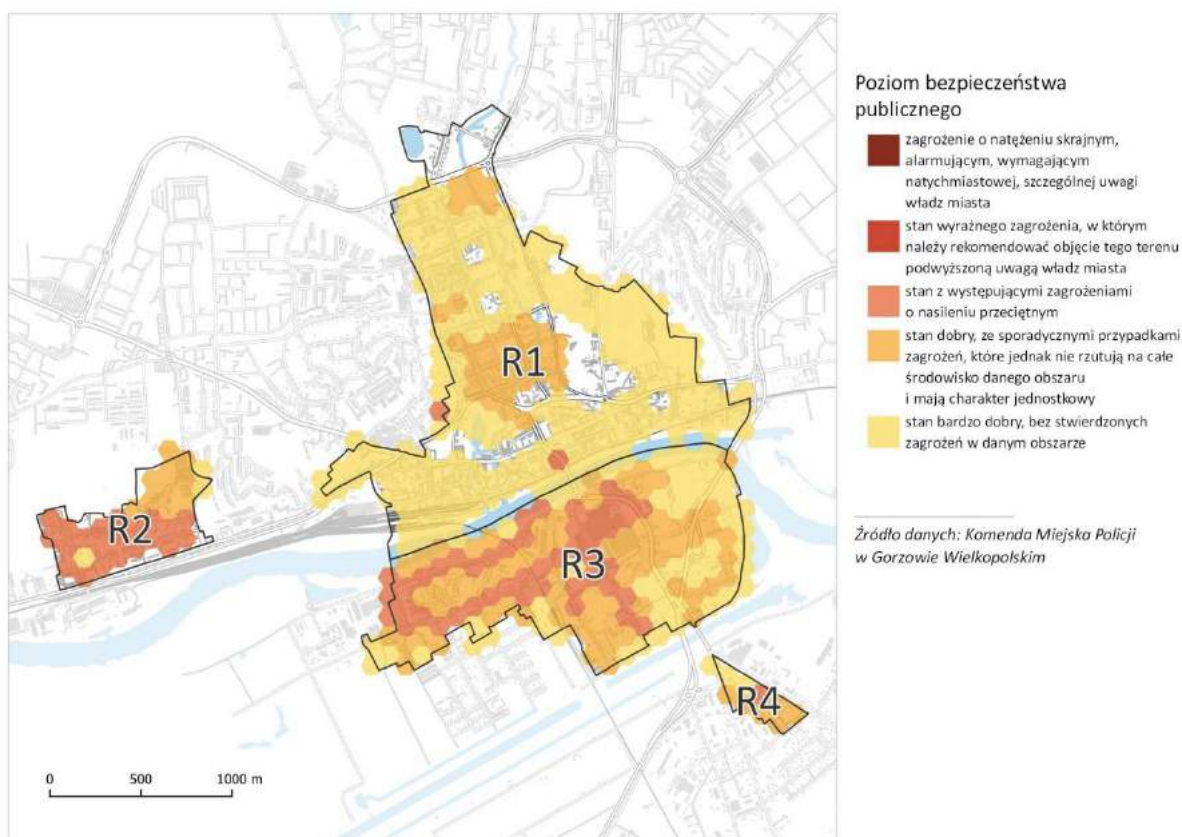 Poziom bezpieczeństwa
publicznego
zagrożenie o natężeniu skrajnym,
alarmującym, wymagającym
natychmiastowej, szczególnej uwagi
władz miasta
stan wyraźnego zagrożenia, w którym
należy rekomendować objęcie tego terenu
podwyższoną uwagą władz miasta
stan z występującymi zagrożeniami
o nasileniu przeciętnym
stan dobry, ze sporadycznymi przypadkami
zagrożeń, które jednak nie rzutują na całe
środowisko danego obszaru
i mają charakter jednostkowy
stan bardzo dobry, bez stwierdzonych
zagrożeń w danym obszarze
Źródło danych: Komenda Miejska Policji
w Gorzowie Wielkopolskim
R1
R2
R3
R4
0 500 1000 m